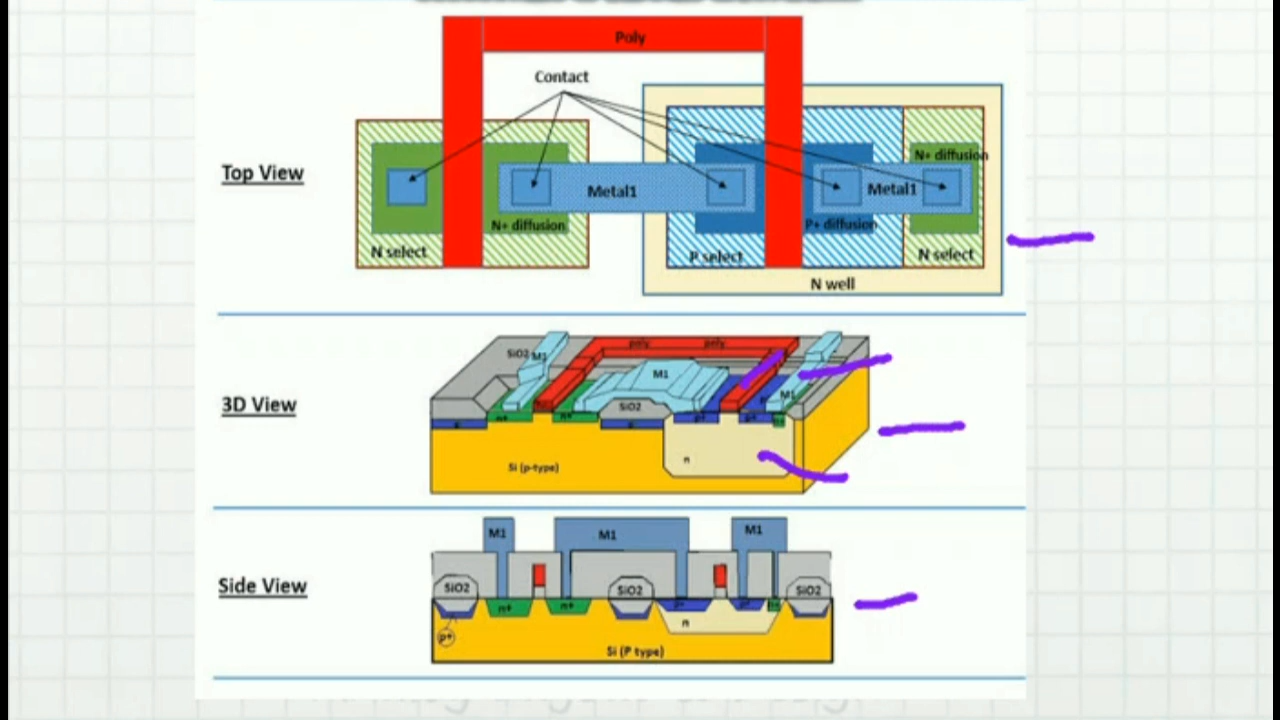 Poly
Contact
Top View
N+ diffusion
Metal1
Metal1
N+ diffusion
P+ diffusion
N select
P select
N select
N well
poly
poly
SiO2
M1
M1
M1
3D View
SiO2
n+
n+
p+
p+
p
p
n
Si (p-type)
M1
M1
M1
Side View
SiO2
SiO2
SiO2
n+
n+
p+
p+
n
p+
Si (P type)